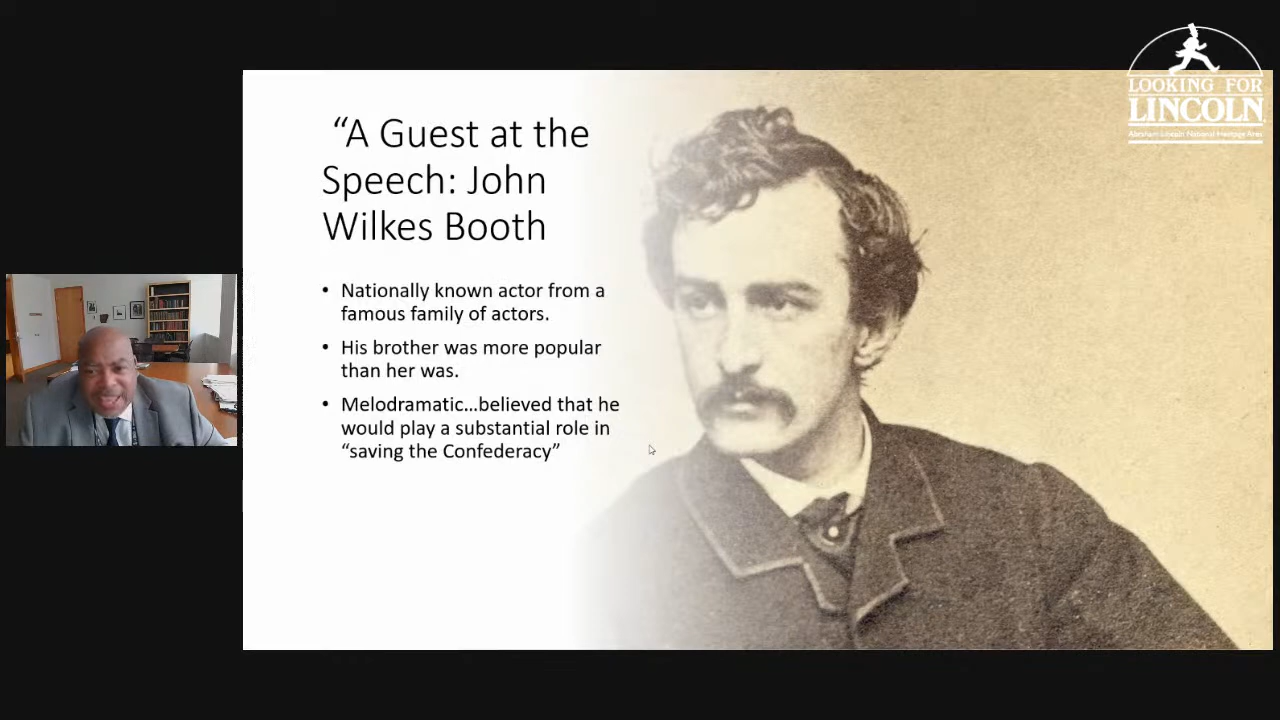 LOOKING FOR
LINCOLN
Abraham Lincoln National Heritage Area
“A Guest at the
Speech: John
Wilkes Booth
• Nationally known actor from a
famous family of actors.
• His brother was more popular
than her was.
• Melodramatic…believed that he
would play a substantial role in
“saving the Confederacy”